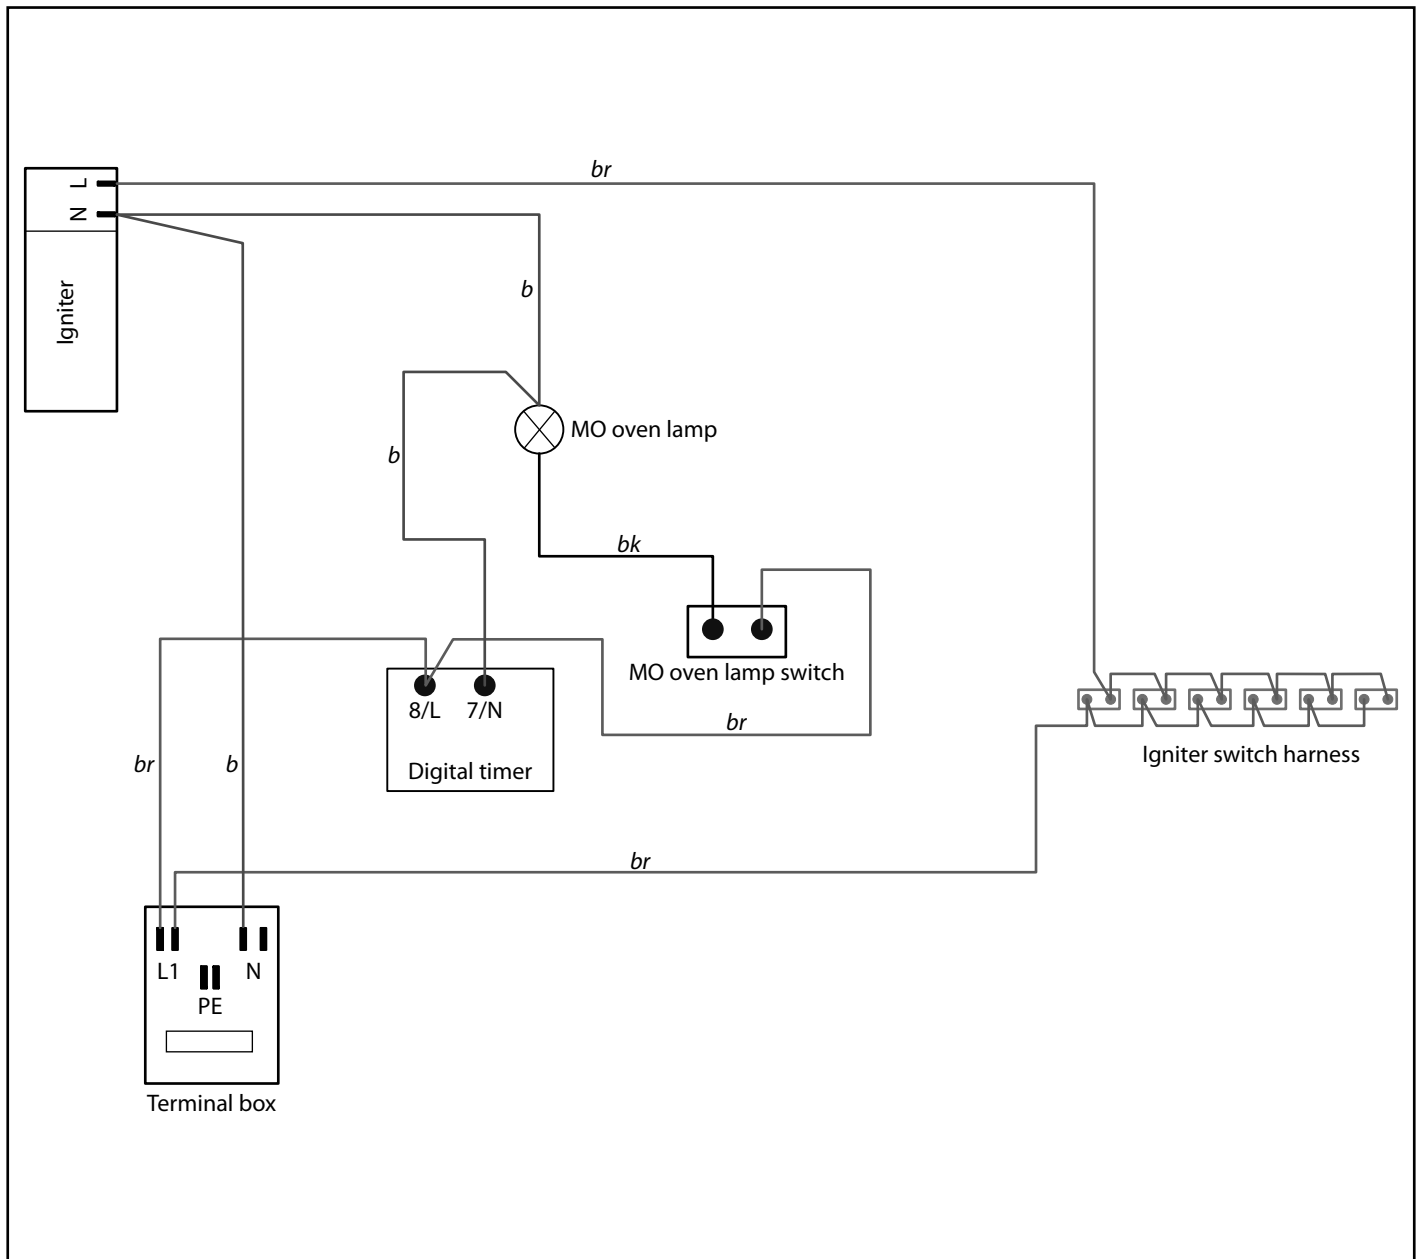 br
L
N
Igniter
b
MO oven lamp
b
bk
MO oven lamp switch
8/L 7/N
br
Igniter switch harness
br
b
Digital timer
br
L1
N
PE
Terminal box